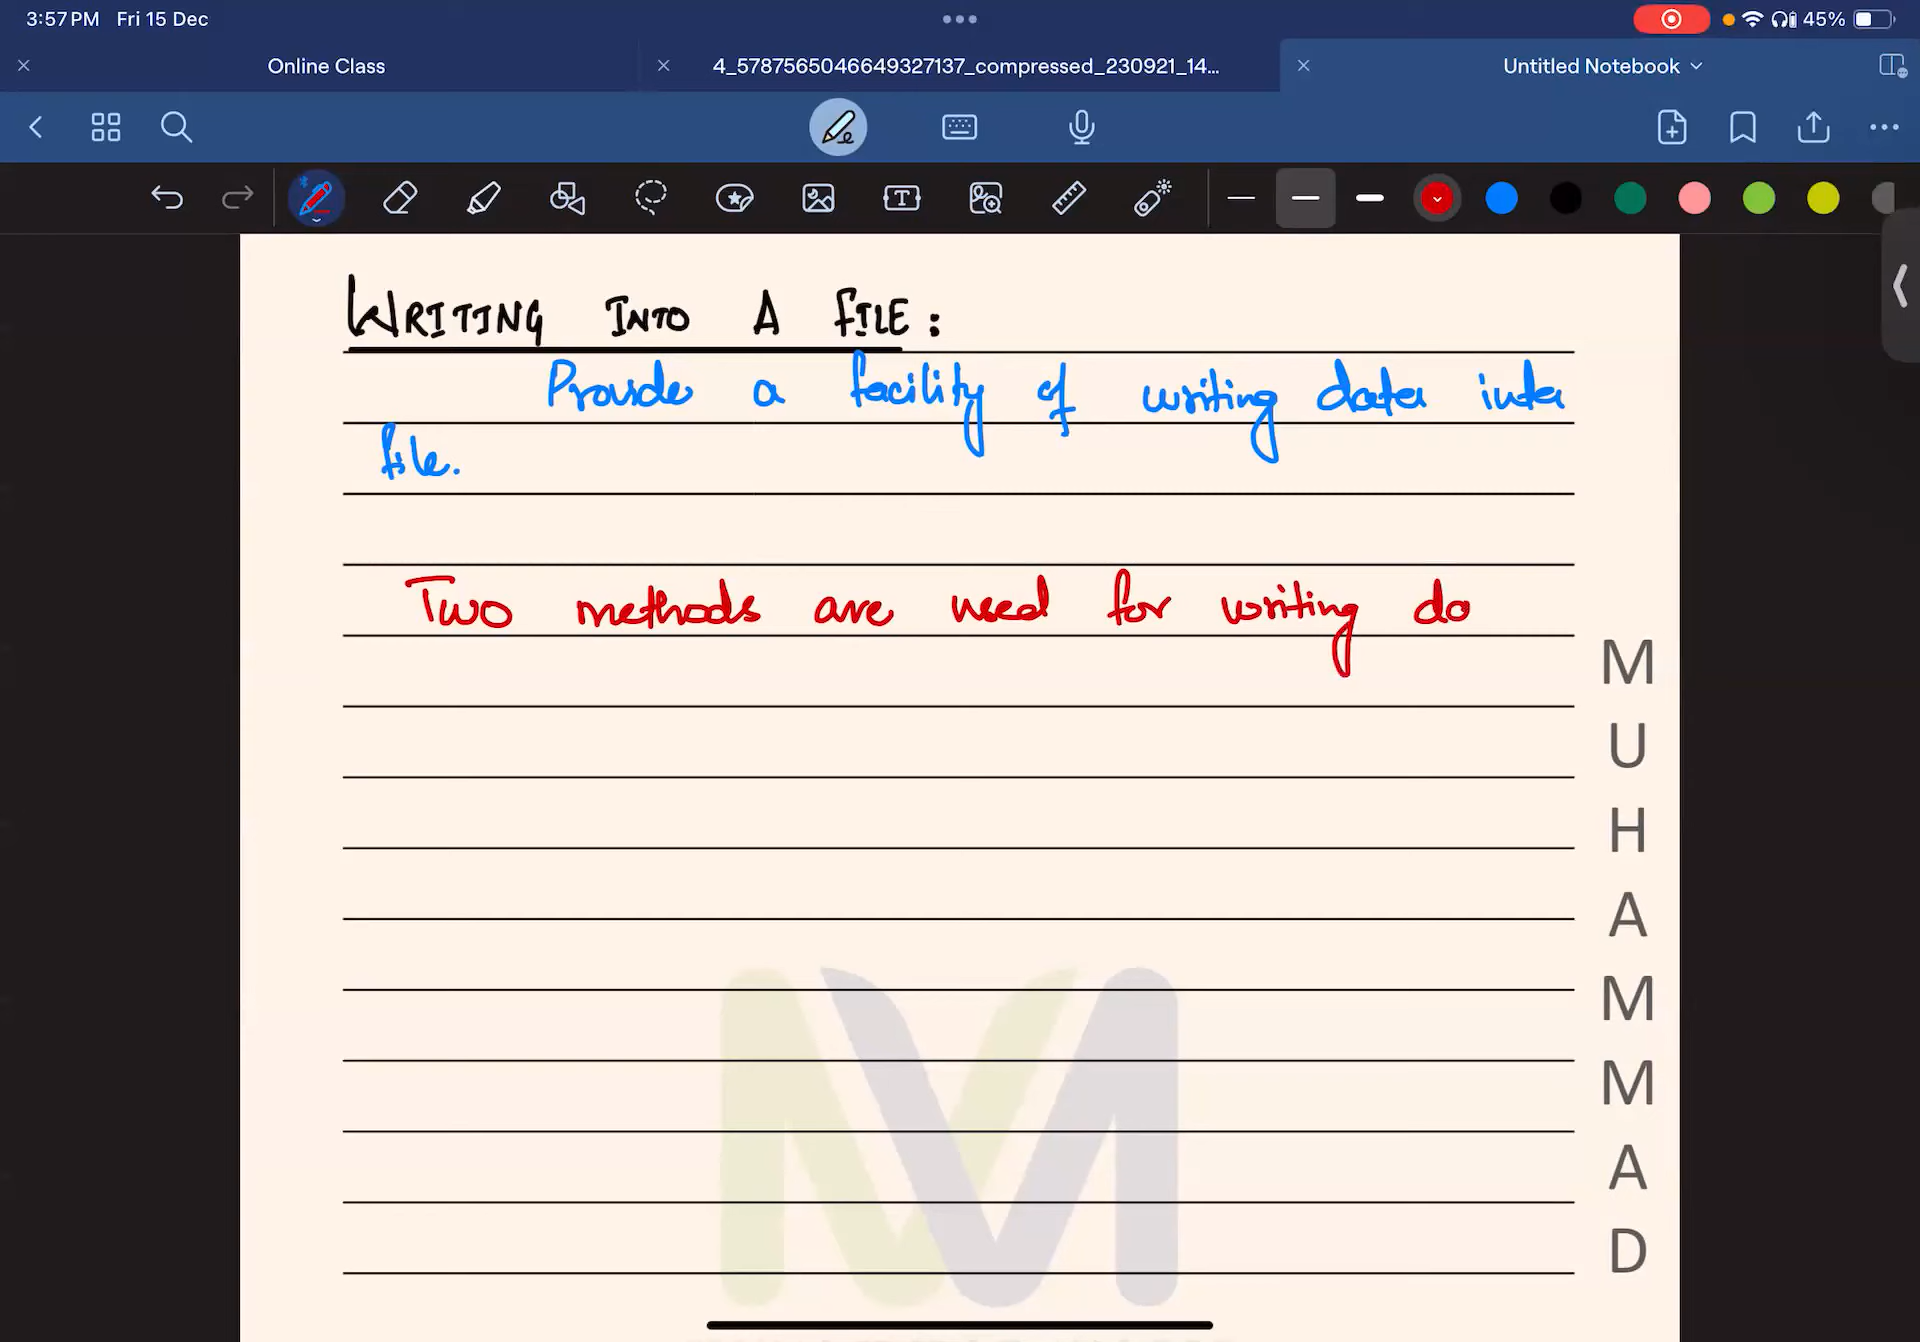 3:57 PM Fri 15 Dec
45%
Online Class
4_5787565046649327137_compressed_230921_14...
Untitled Notebook
WRITING INTO A FILE:
Provide a facility of writing data into
file.
Two methods are used for writing da
M
U
H
A
M
M
A
D